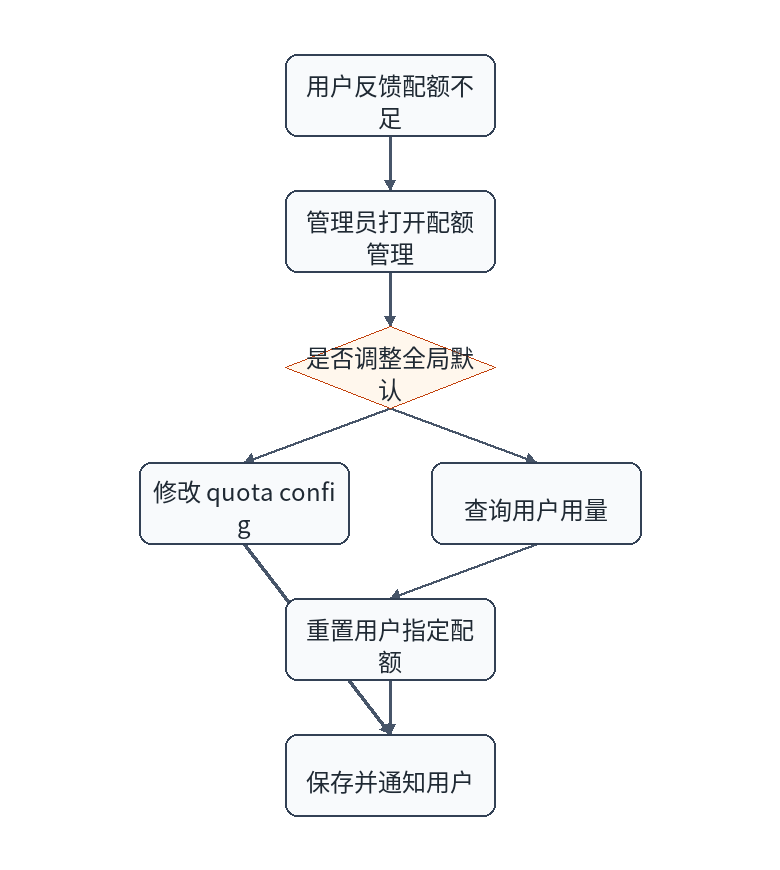 用户反馈配额不
足
管理员打开配额
管理
是否调整全局默
认
修改 quota confi
g
查询用户用量
重置用户指定配
额
保存并通知用户